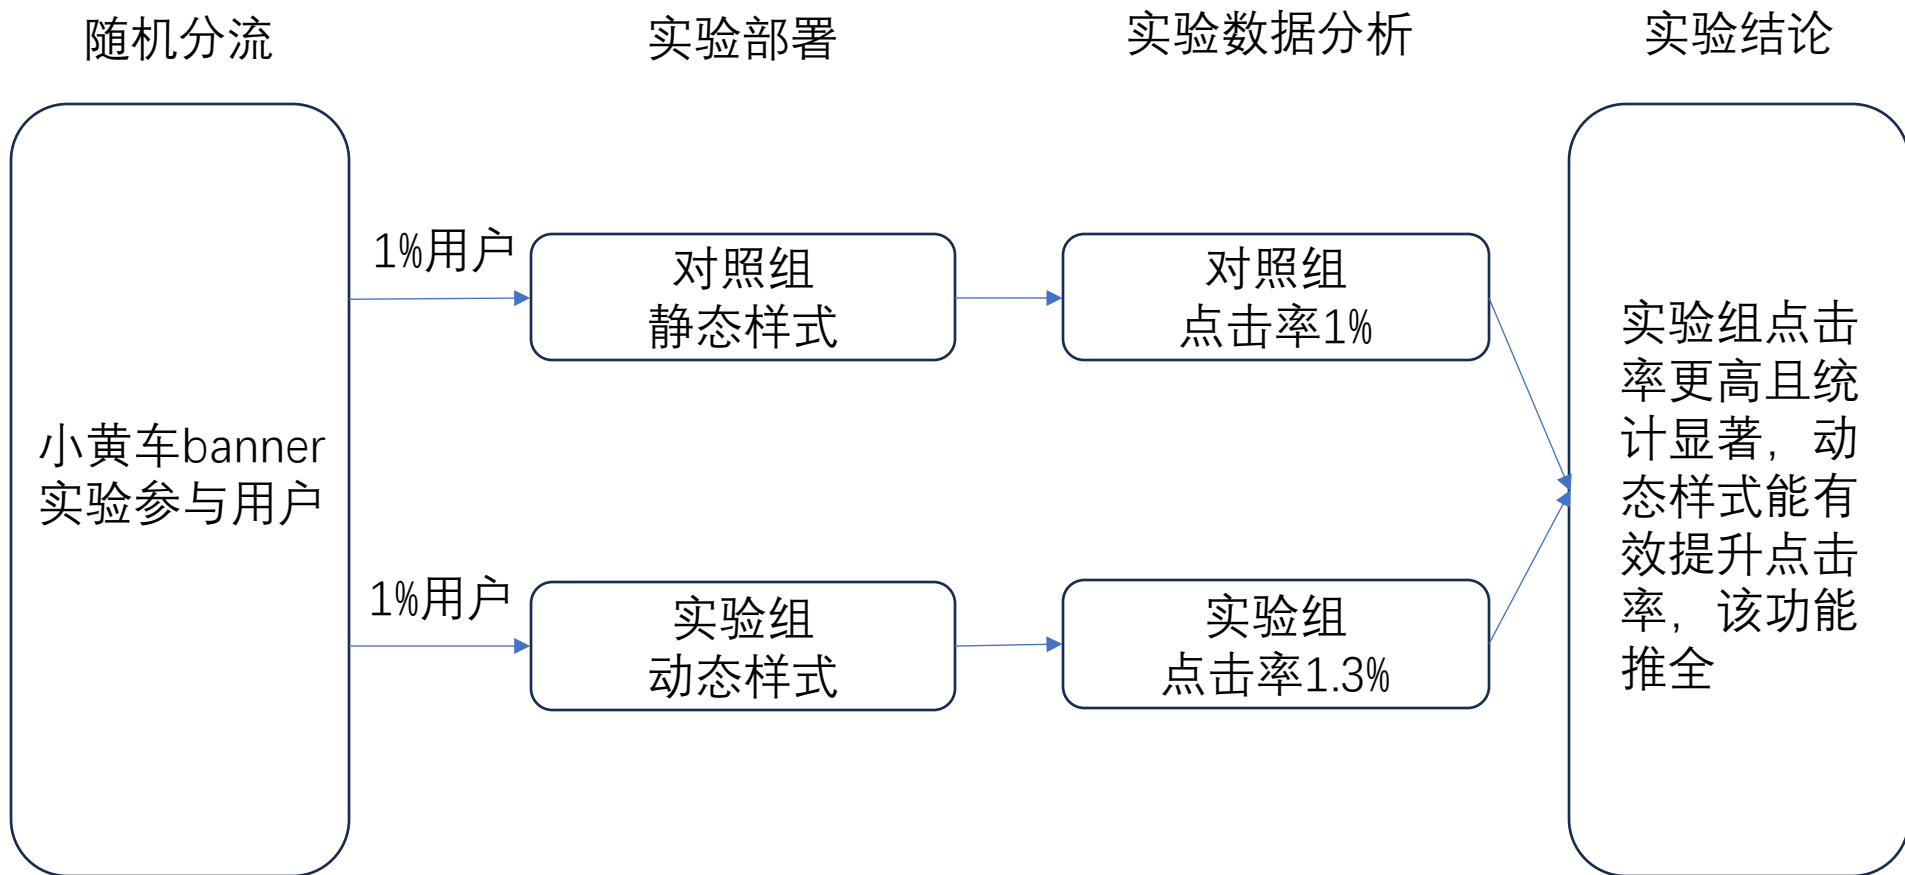 随机分流
实验部署
实验数据分析
实验结论
小黄车banner
实验参与用户
1%用户
对照组
静态样式
对照组
点击率1%
1%用户
实验组
动态样式
实验组
点击率1.3%
实验组点击
率更高且统
计显著，动
态样式能有
效提升点击
率，该功能
推全